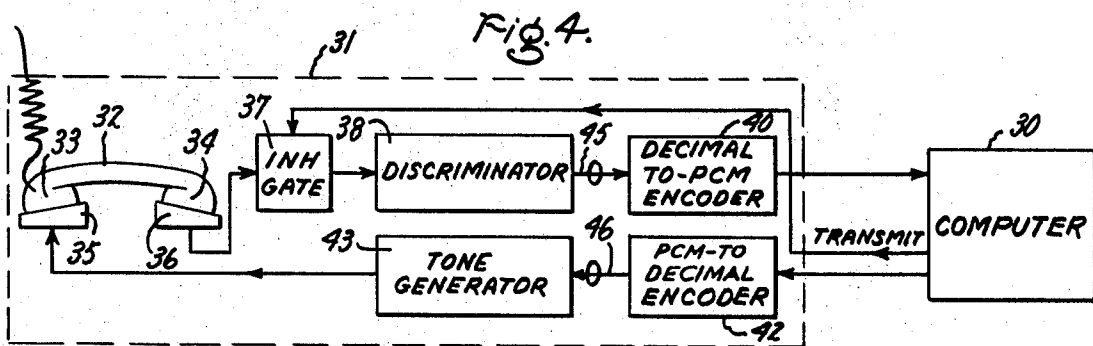 Fig. 4.
31
37
38
40
30
32
33
34
INH
GATE
DISCRIMINATOR
45
DECIMAL
TO-PCM
ENCODER
COMPUTER
35
36
43
TONE
GENERATOR
46
PCM-TO
DECIMAL
ENCODER
TRANSMIT
42